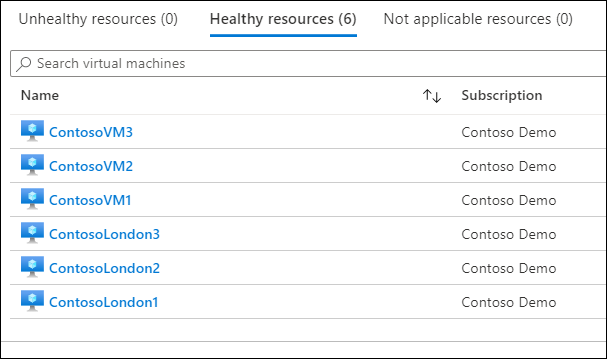 Unhealthy resources (0) Healthy resources (6) Not applicable resources (0)
Search virtual machines
Name Subscription
ContosoVM3 Contoso Demo
ContosoVM2 Contoso Demo
ContosoVM1 Contoso Demo
ContosoLondon3 Contoso Demo
ContosoLondon2 Contoso Demo
ContosoLondon1 Contoso Demo